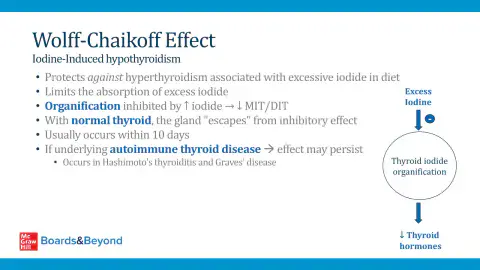 Wolff-Chaikoff Effect
Iodine-Induced hypothyroidism
• Protects against hyperthyroidism associated with excessive iodide in diet
• Limits the absorption of excess iodide
• Organification inhibited by ↑ iodide → ↓ MIT/DIT
• With normal thyroid, the gland "escapes" from inhibitory effect
• Usually occurs within 10 days
• If underlying autoimmune thyroid disease → effect may persist
• Occurs in Hashimoto's thyroiditis and Graves' disease
Excess
Iodine
-
Thyroid iodide
organification
↓ Thyroid
hormones
Mc
Graw
Hill
Boards&Beyond